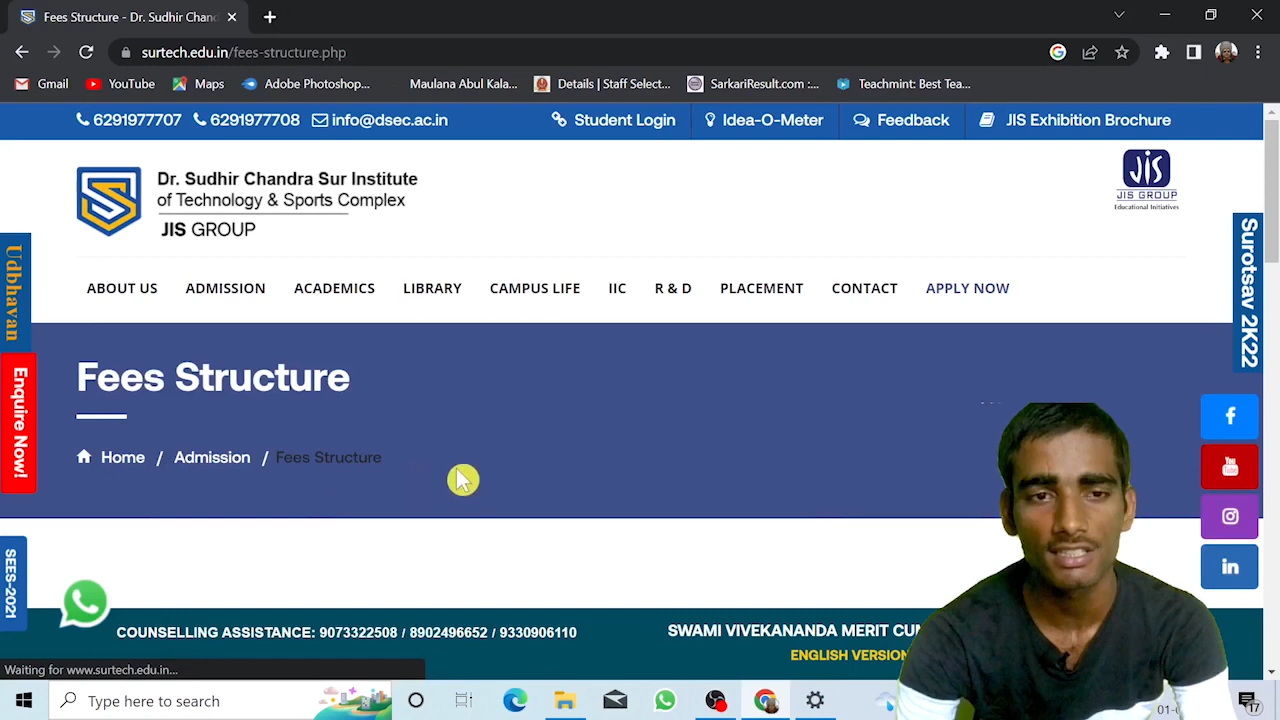 Fees Structure - Dr. Sudhir Chand
surtech.edu.in/fees-structure.php
Gmail
YouTube
Maps
Adobe Photoshop...
Maulana Abul Kala...
Details | Staff Select...
SarkariResult.com :...
Teachmint: Best Tea...
6291977707
6291977708
info@dsec.ac.in
Student Login
Idea-O-Meter
Feedback
JIS Exhibition Brochure
Dr. Sudhir Chandra Sur Institute
of Technology & Sports Complex
JIS GROUP
JIS
JIS GROUP
Educational Initiatives
Udbhavan
Surotsav 2K22
ABOUT US
ADMISSION
ACADEMICS
LIBRARY
CAMPUS LIFE
IIC
R & D
PLACEMENT
CONTACT
APPLY NOW
Enquire Now!
Fees Structure
Home / Admission / Fees Structure
SEES-2021
COUNSELLING ASSISTANCE: 9073322508 / 8902496652 / 9330906110
SWAMI VIVEKANANDA MERIT
ENGLISH VERSION
Waiting for www.surtech.edu.in...
Type here to search
17